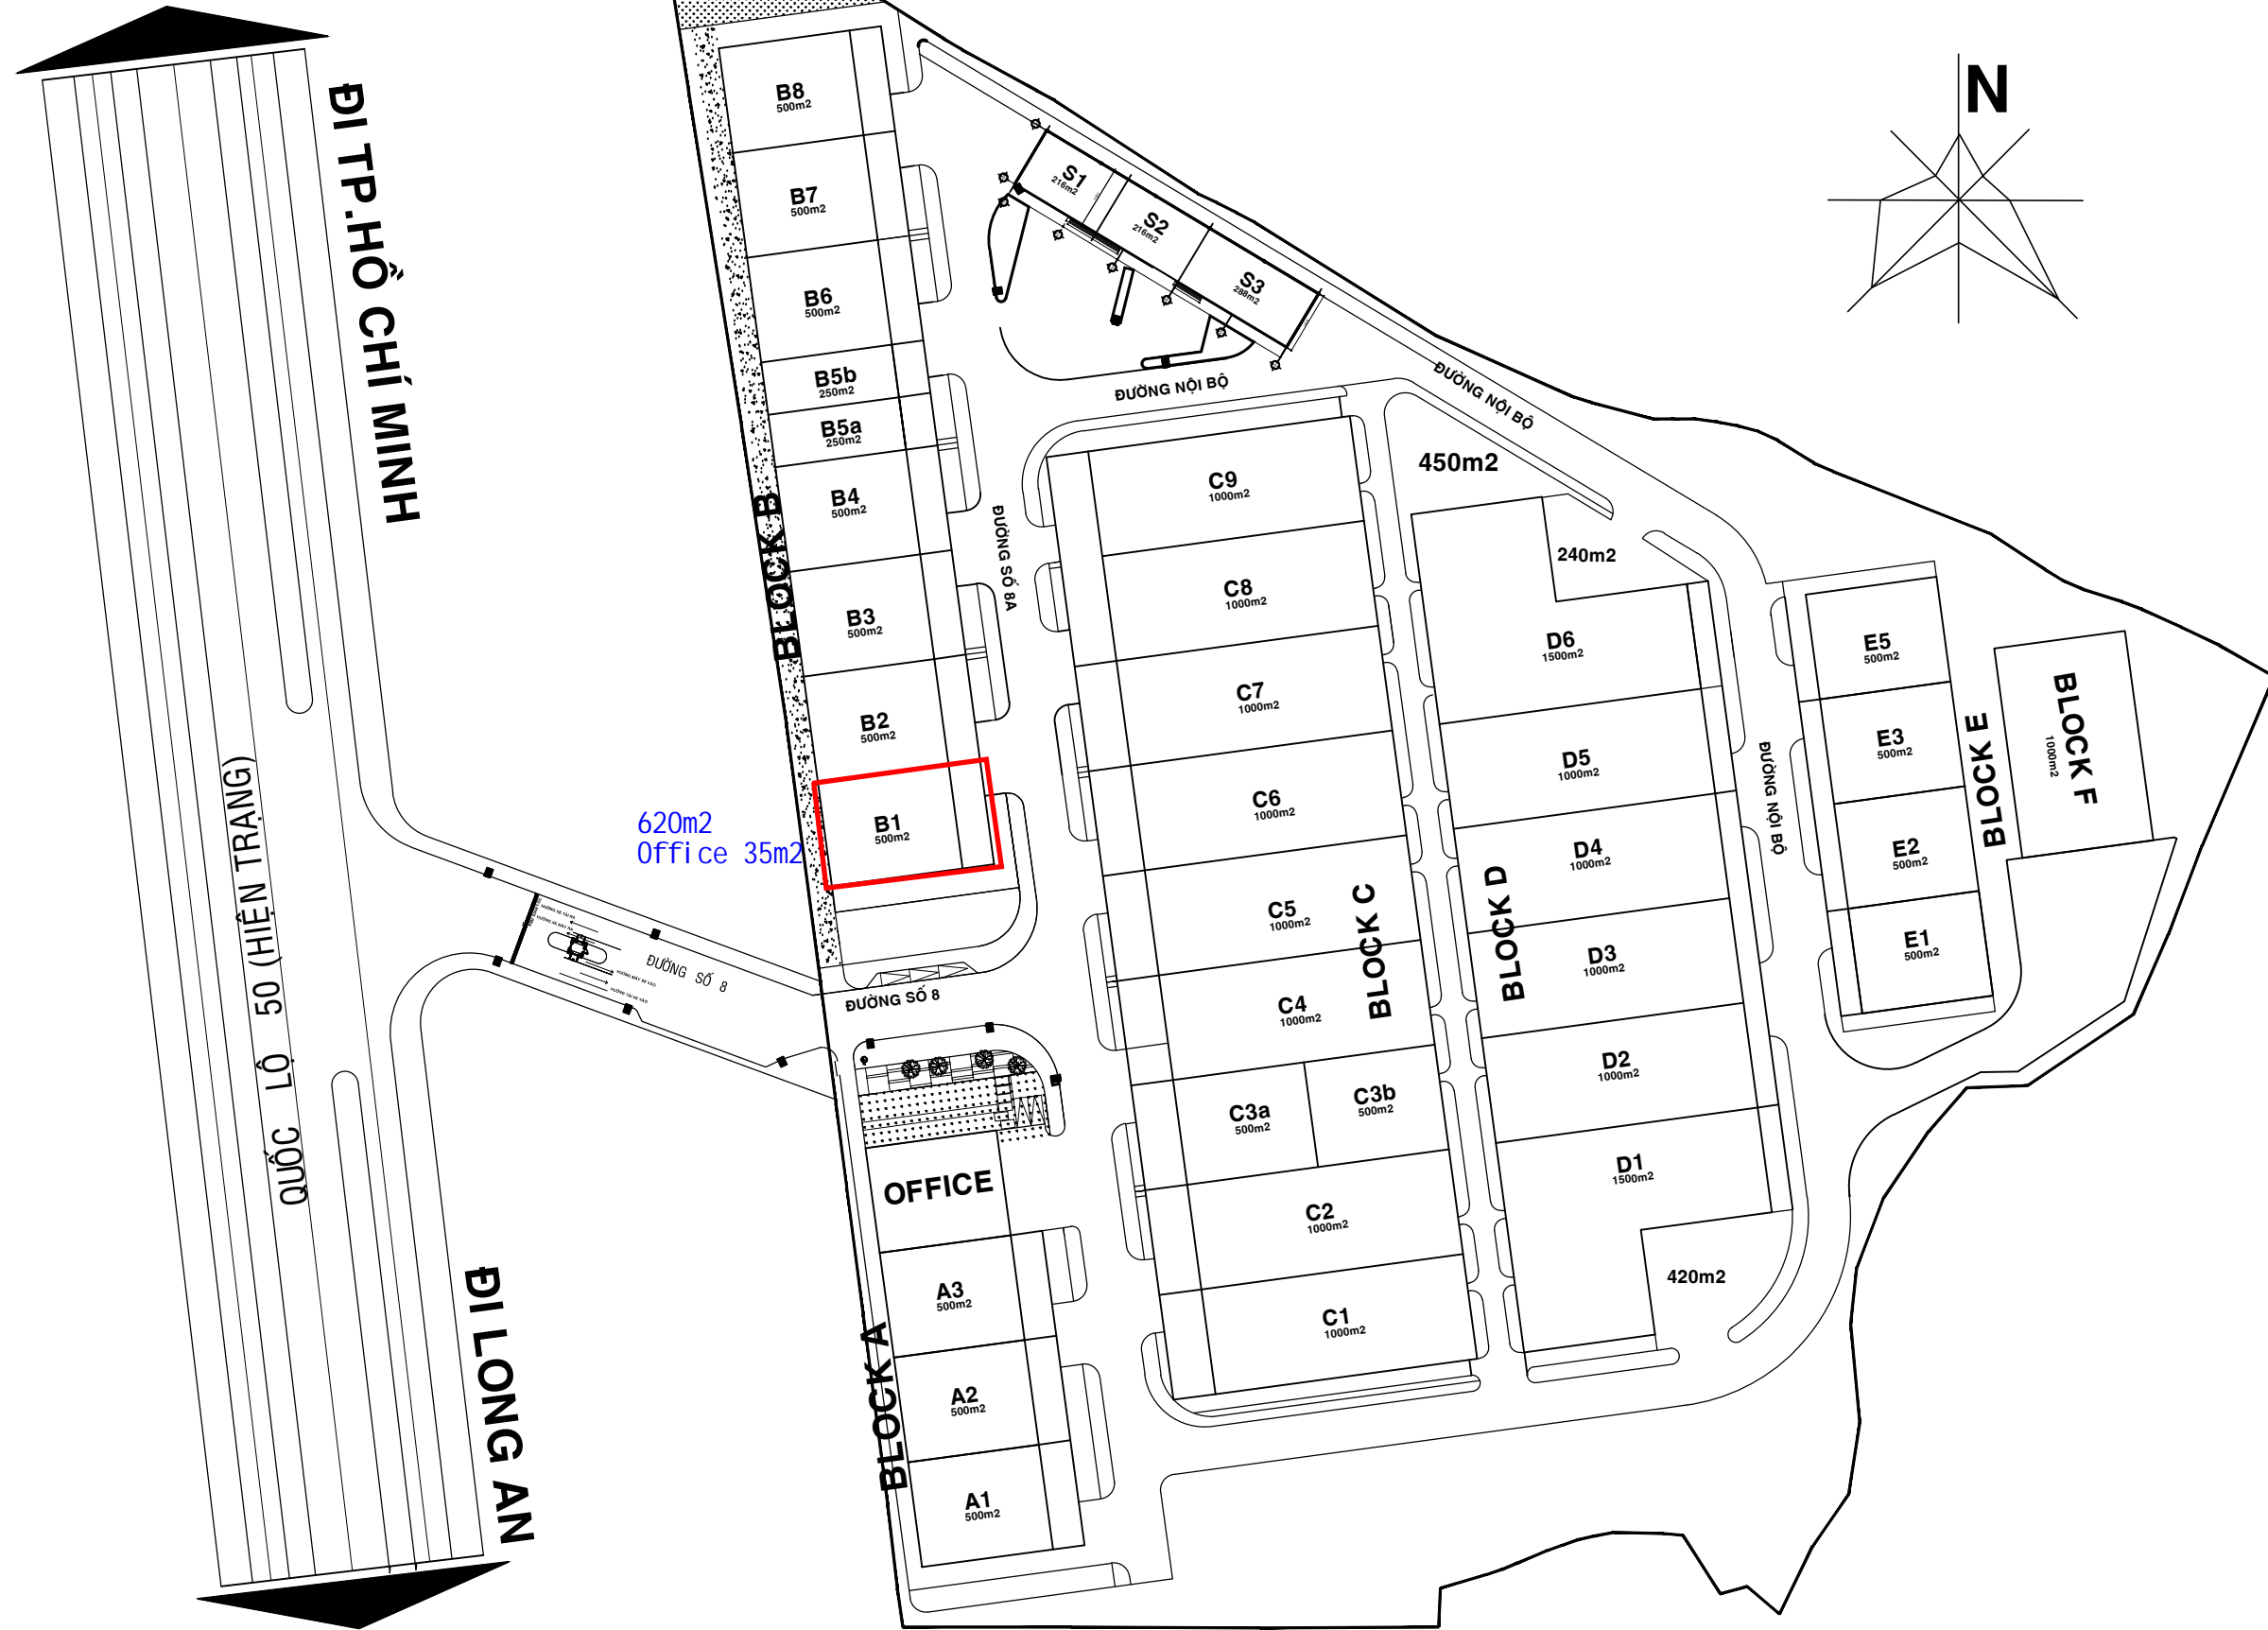 N
ĐI TP.HỒ CHÍ MINH
QUỐC LỘ 50 (HIỆN TRẠNG)
ĐI LONG AN
BLOCK B
B8
500m2
B7
500m2
B6
500m2
B5b
250m2
B5a
250m2
B4
500m2
B3
500m2
B2
500m2
B1
500m2
620m2
Office 35m2
S1
216m2
S2
216m2
S3
288m2
ĐƯỜNG NỘI BỘ
ĐƯỜNG NỘI BỘ
ĐƯỜNG SỐ 8A
ĐƯỜNG SỐ 8
ĐƯỜNG SỐ 8
OFFICE
BLOCK A
A3
500m2
A2
500m2
A1
500m2
BLOCK C
C9
1000m2
C8
1000m2
C7
1000m2
C6
1000m2
C5
1000m2
C4
1000m2
C3a
500m2
C3b
500m2
C2
1000m2
C1
1000m2
450m2
240m2
BLOCK D
D6
1500m2
D5
1000m2
D4
1000m2
D3
1000m2
D2
1000m2
D1
1500m2
420m2
ĐƯỜNG NỘI BỘ
BLOCK E
E5
500m2
E3
500m2
E2
500m2
E1
500m2
BLOCK F
1000m2